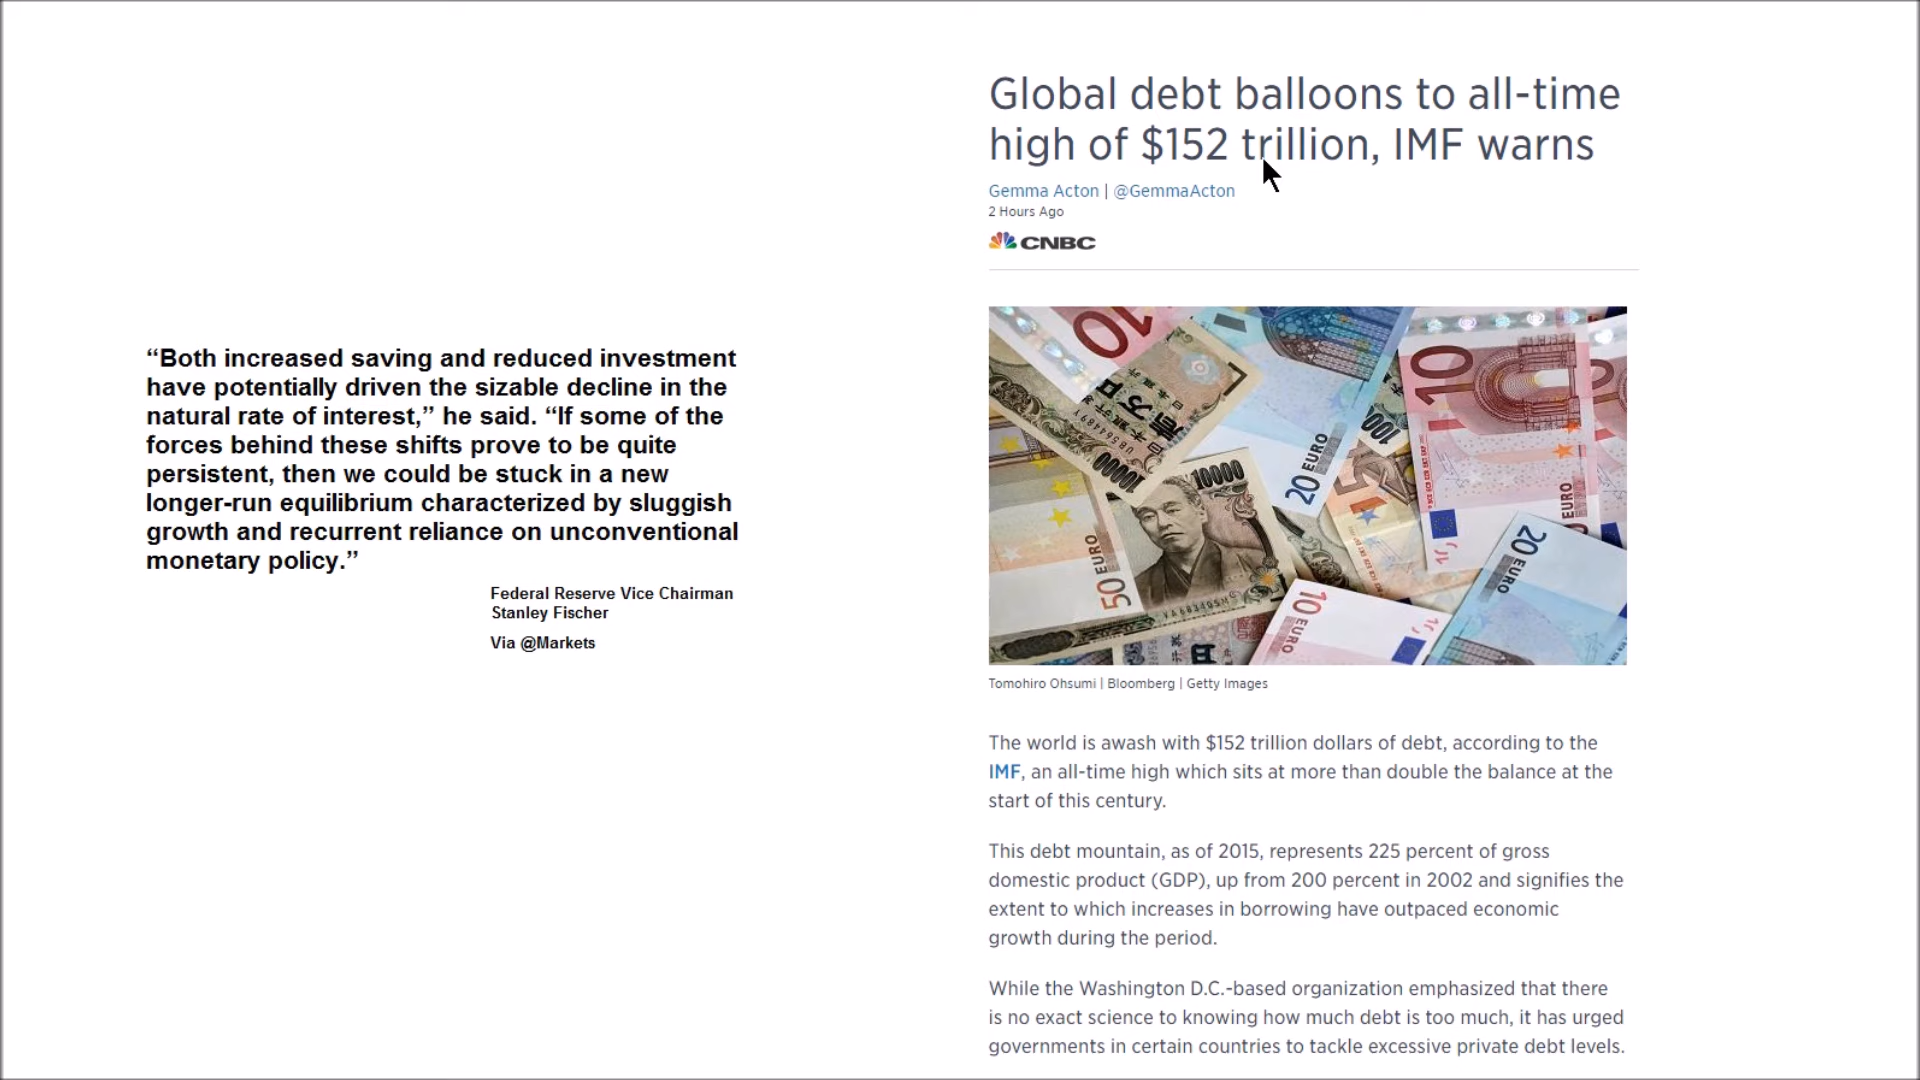 “Both increased saving and reduced investment
have potentially driven the sizable decline in the
natural rate of interest,” he said. “If some of the
forces behind these shifts prove to be quite
persistent, then we could be stuck in a new
longer-run equilibrium characterized by sluggish
growth and recurrent reliance on unconventional
monetary policy.”
Federal Reserve Vice Chairman
Stanley Fischer
Via @Markets
Global debt balloons to all-time
high of $152 trillion, IMF warns
Gemma Acton | @GemmaActon
2 Hours Ago
CNBC
10
10000
10000
100
20 EURO
10
EURO
50 EURO
20 EURO
10 EURO
Tomohiro Ohsumi | Bloomberg | Getty Images
The world is awash with $152 trillion dollars of debt, according to the
IMF, an all-time high which sits at more than double the balance at the
start of this century.
This debt mountain, as of 2015, represents 225 percent of gross
domestic product (GDP), up from 200 percent in 2002 and signifies the
extent to which increases in borrowing have outpaced economic
growth during the period.
While the Washington D.C.-based organization emphasized that there
is no exact science to knowing how much debt is too much, it has urged
governments in certain countries to tackle excessive private debt levels.